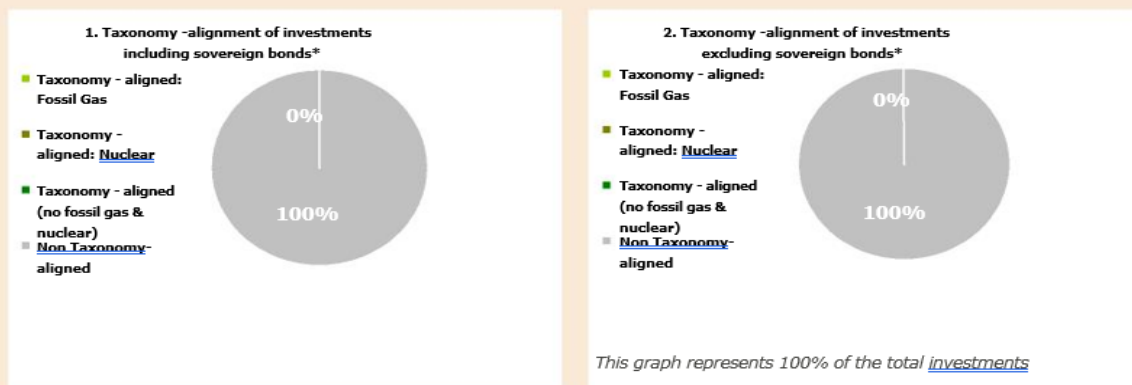 1. Taxonomy -alignment of investments
including sovereign bonds*
Taxonomy - aligned:
Fossil Gas
Taxonomy -
aligned: Nuclear
Taxonomy - aligned
(no fossil gas &
nuclear)
Non Taxonomy-
aligned
0%
100%
2. Taxonomy -alignment of investments
excluding sovereign bonds*
Taxonomy - aligned:
Fossil Gas
Taxonomy -
aligned: Nuclear
Taxonomy - aligned
(no fossil gas &
nuclear)
Non Taxonomy-
aligned
0%
100%
This graph represents 100% of the total investments